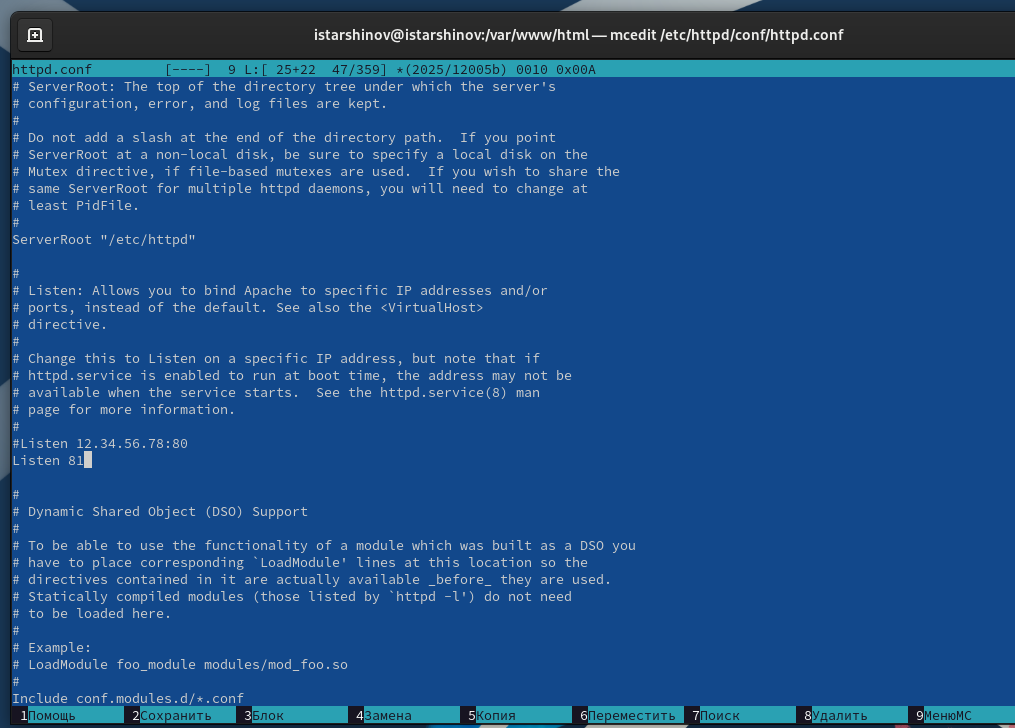 istarshinov@istarshinov:/var/www/html — mcedit /etc/httpd/conf/httpd.conf
httpd.conf         [----]  9 L:[ 25+22  47/359] *(2025/12005b) 0010 0x00A
# ServerRoot: The top of the directory tree under which the server's
# configuration, error, and log files are kept.
#
# Do not add a slash at the end of the directory path.  If you point
# ServerRoot at a non-local disk, be sure to specify a local disk on the
# Mutex directive, if file-based mutexes are used.  If you wish to share the
# same ServerRoot for multiple httpd daemons, you will need to change at
# least PidFile.
#
ServerRoot "/etc/httpd"

#
# Listen: Allows you to bind Apache to specific IP addresses and/or
# ports, instead of the default. See also the <VirtualHost>
# directive.
#
# Change this to Listen on a specific IP address, but note that if
# httpd.service is enabled to run at boot time, the address may not be
# available when the service starts.  See the httpd.service(8) man
# page for more information.
#
#Listen 12.34.56.78:80
Listen 81

#
# Dynamic Shared Object (DSO) Support
#
# To be able to use the functionality of a module which was built as a DSO you
# have to place corresponding `LoadModule' lines at this location so the
# directives contained in it are actually available _before_ they are used.
# Statically compiled modules (those listed by `httpd -l') do not need
# to be loaded here.
#
# Example:
# LoadModule foo_module modules/mod_foo.so
#
Include conf.modules.d/*.conf
1Помощь 2Сохранить 3Блок 4Замена 5Копия 6Переместить 7Поиск 8Удалить 9МенюMC